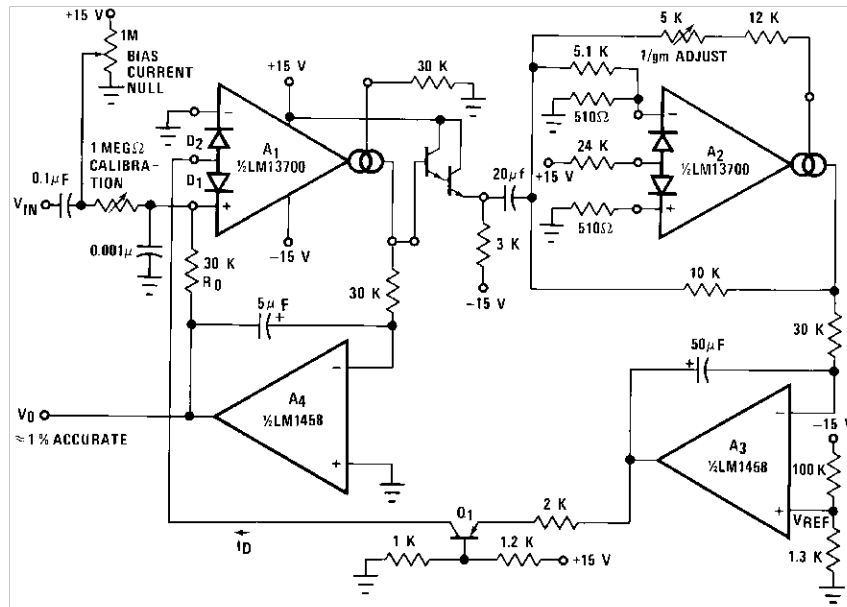 +15 V
1M
BIAS
CURRENT
NULL
+15 V
30 K
5 K
12 K
1/gm ADJUST
5.1 K
510Ω
24 K
+15 V
510Ω
A2
½LM13700
A1
½LM13700
D2
D1
1 MEGΩ
CALIBRA-
TION
0.1μF
VIN
0.001μ
-15 V
20μf
3 K
-15 V
30 K
RD
30 K
5μF
+
10 K
30 K
50μF
+
A4
½LM1458
VO
≈ 1% ACCURATE
A3
½LM1458
-15 V
100K
VREF
1.3 K
Q1
2 K
ID
1 K
1.2 K
+15 V